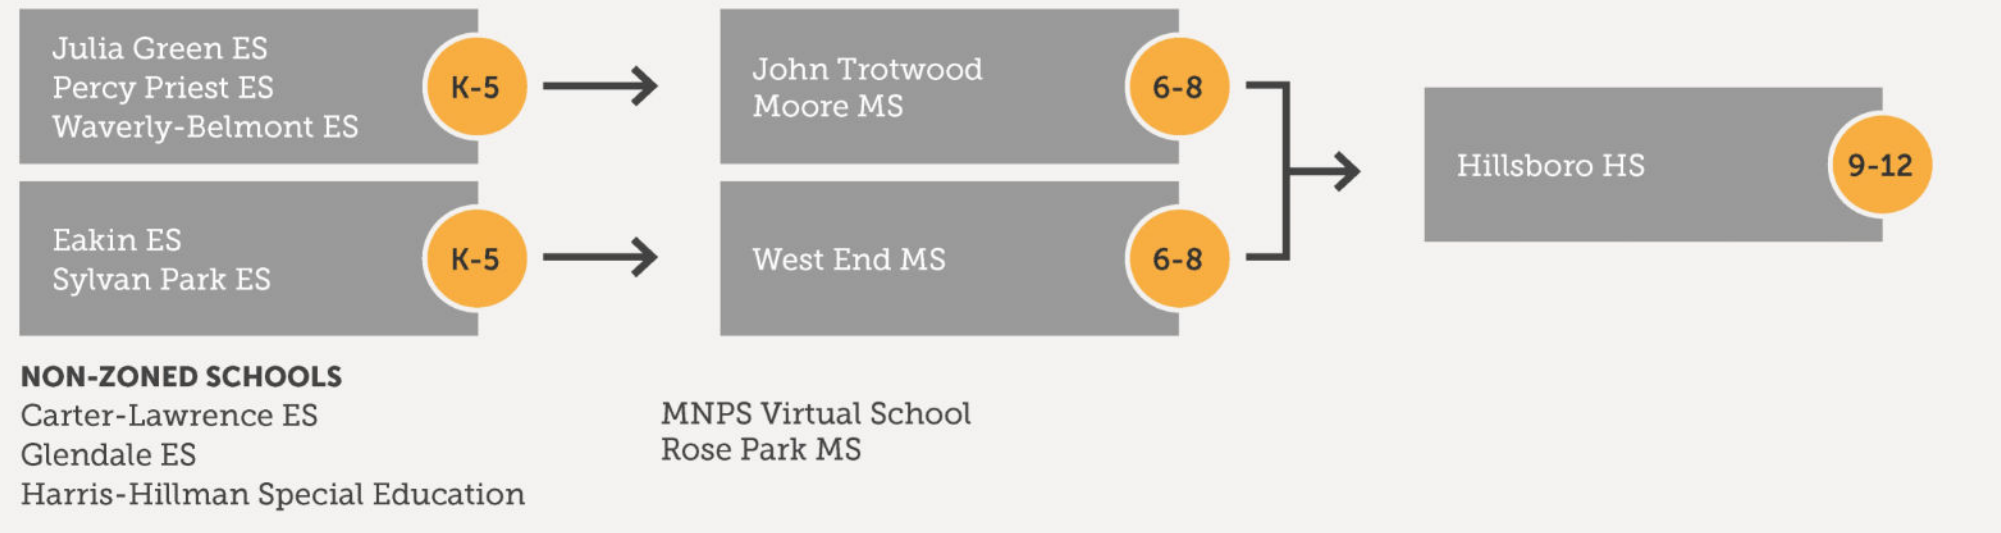 Julia Green ES
Percy Priest ES
Waverly-Belmont ES
K-5
John Trotwood
Moore MS
6-8
Eakin ES
Sylvan Park ES
K-5
West End MS
6-8
Hillsboro HS
9-12
NON-ZONED SCHOOLS
Carter-Lawrence ES
Glendale ES
Harris-Hillman Special Education
MNPS Virtual School
Rose Park MS